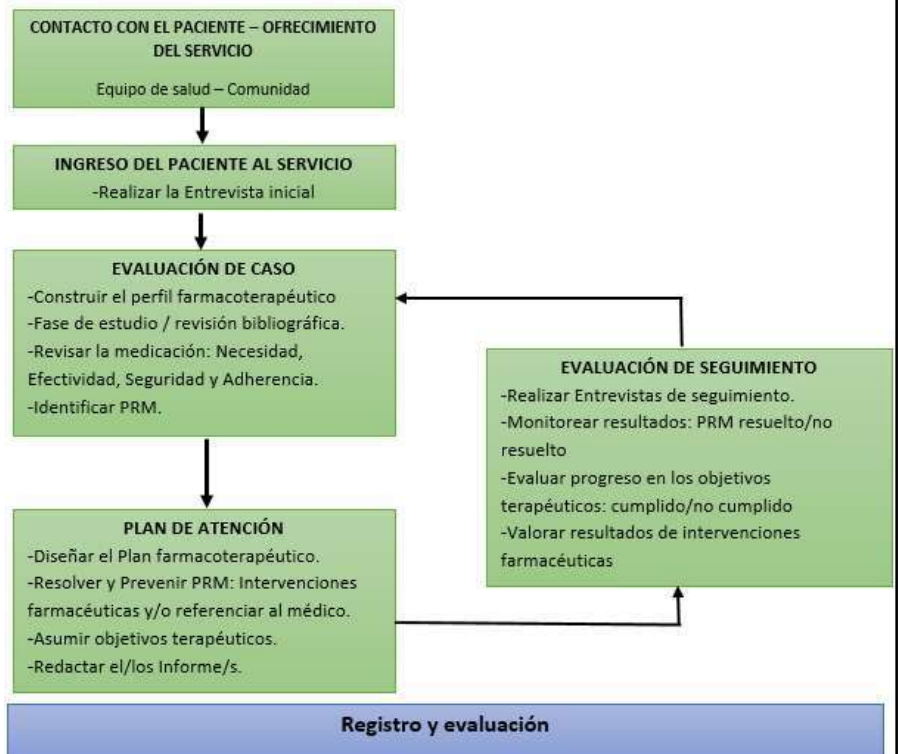 CONTACTO CON EL PACIENTE – OFRECIMIENTO
DEL SERVICIO
Equipo de salud – Comunidad
INGRESO DEL PACIENTE AL SERVICIO
-Realizar la Entrevista inicial
EVALUACIÓN DE CASO
-Construir el perfil farmacoterapéutico
-Fase de estudio / revisión bibliográfica.
-Revisar la medicación: Necesidad,
Efectividad, Seguridad y Adherencia.
-Identificar PRM.
PLAN DE ATENCIÓN
-Diseñar el Plan farmacoterapéutico.
-Resolver y Prevenir PRM: Intervenciones
farmacéuticas y/o referenciar al médico.
-Asumir objetivos terapéuticos.
-Redactar el/los Informe/s.
EVALUACIÓN DE SEGUIMIENTO
-Realizar Entrevistas de seguimiento.
-Monitorear resultados: PRM resuelto/no
resuelto
-Evaluar progreso en los objetivos
terapéuticos: cumplido/no cumplido
-Valorar resultados de intervenciones
farmacéuticas
Registro y evaluación